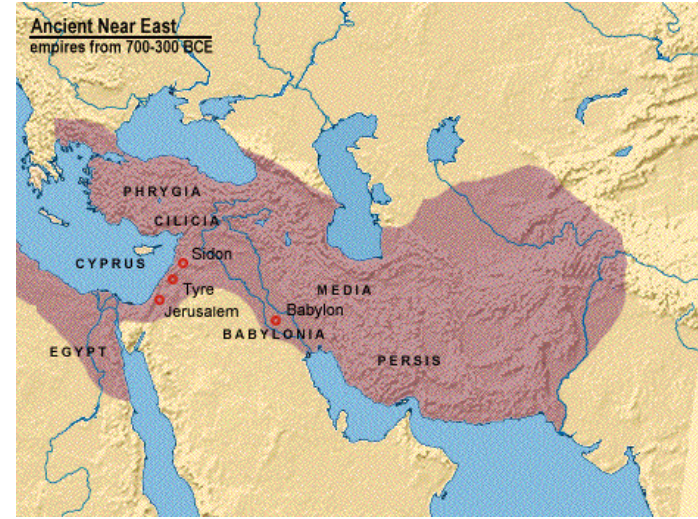 Ancient Near East
empires from 700-300 BCE
PHRYGIA
CILICIA
CYPRUS
Sidon
Tyre
Jerusalem
MEDIA
Babylon
BABYLONIA
EGYPT
PERSIS